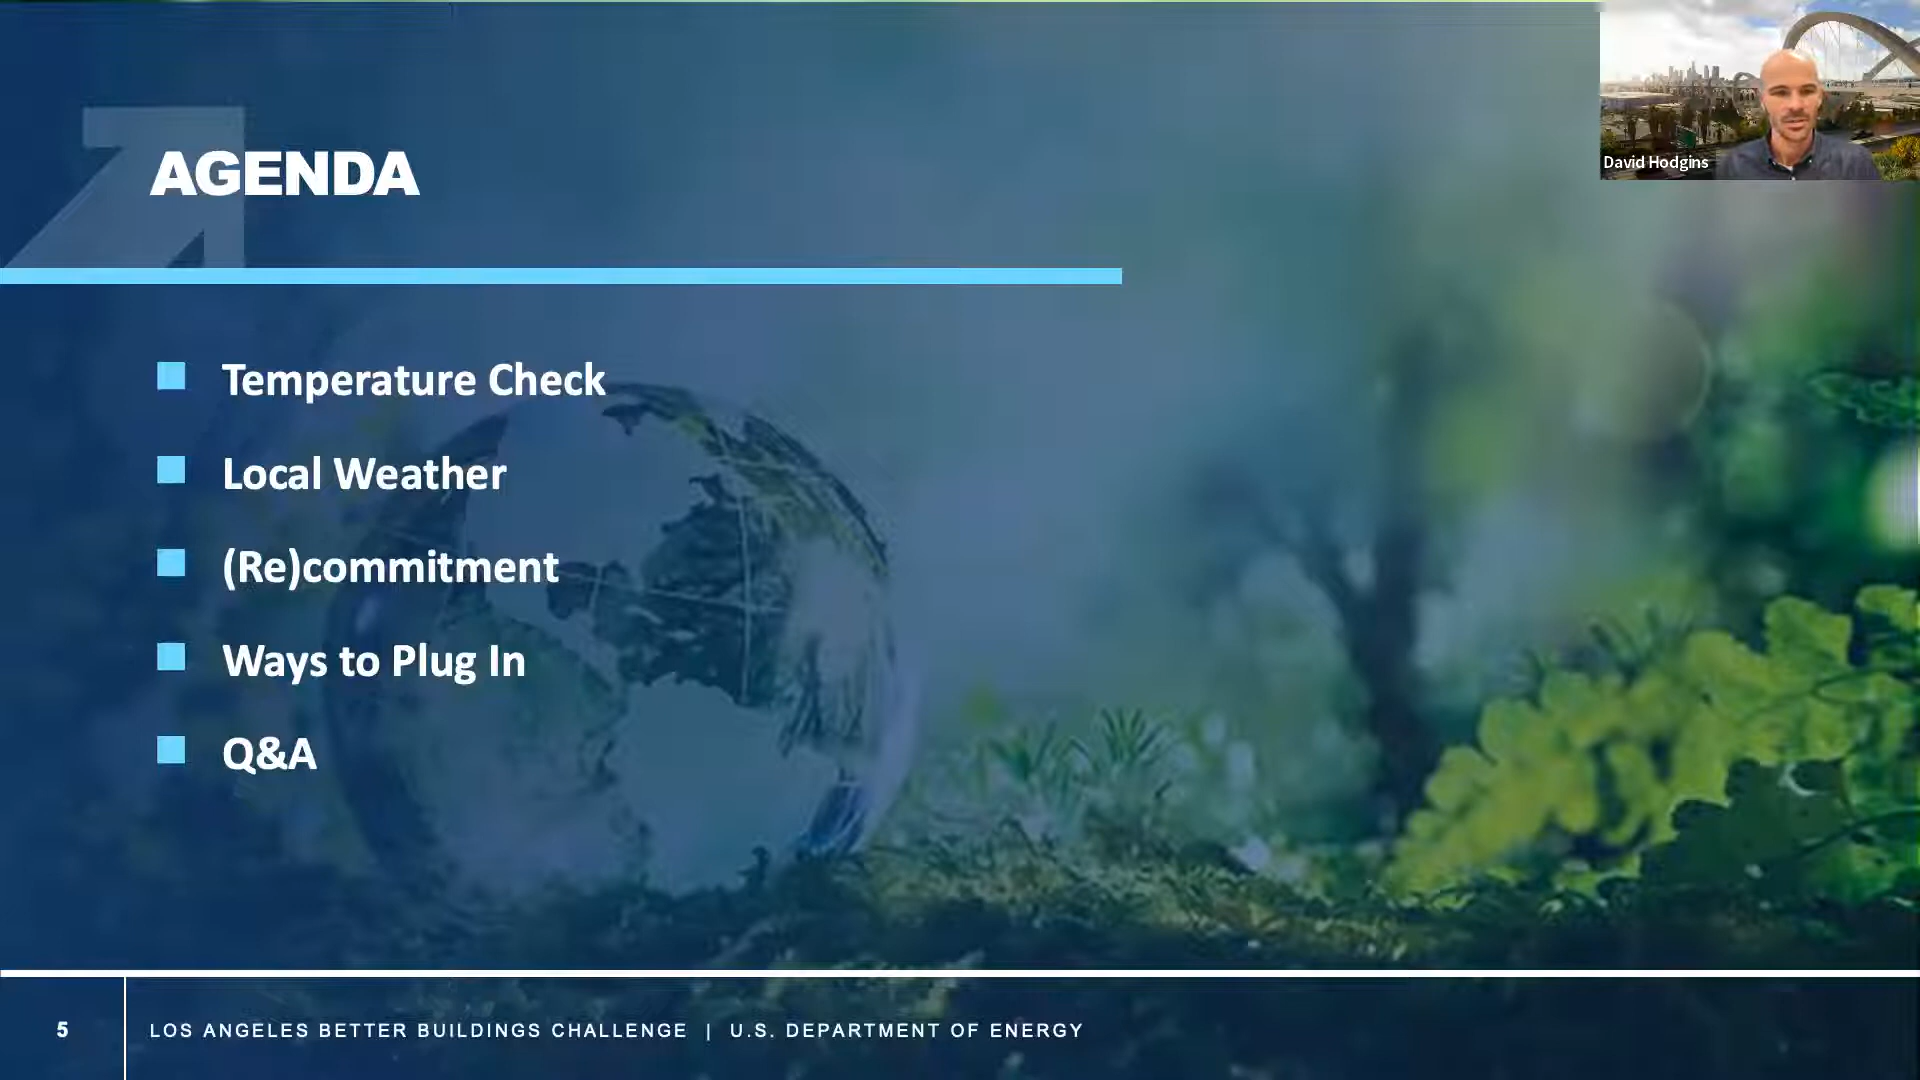 AGENDA
David Hodgins
Temperature Check
Local Weather
(Re)commitment
Ways to Plug In
Q&A
5
LOS ANGELES BETTER BUILDINGS CHALLENGE | U.S. DEPARTMENT OF ENERGY